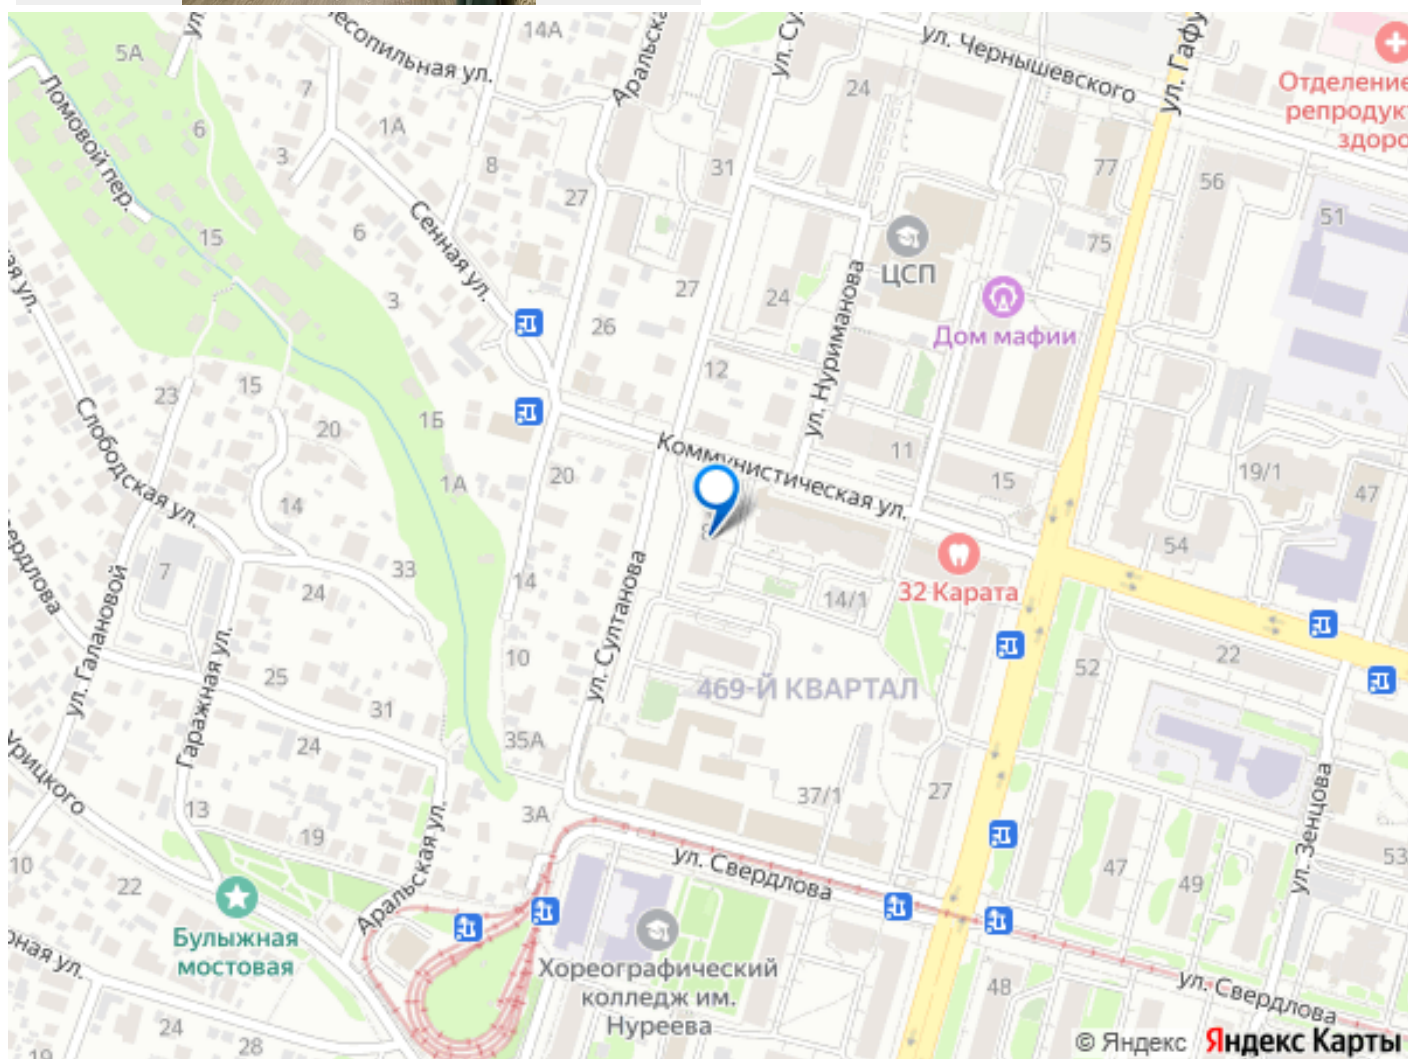 14А
5А
лесопильная ул.
Аральска
ул. Су
24
ул. Чернышевского
ул. Гафу
Отделение
репродук
здоро
7
Ломовой пер.
6
1А
3
8
31
77
56
27
51
15
6
Сенная ул.
ЦСП
75
3
27
24
26
ул. Нуриманова
Дом мафии
12
23
15
Слободская ул.
20
1Б
Коммунистическая ул.
11
15
19/1
47
20
1А
14
8
54
7
33
14
24
14/1
32 Карата
ул. Султанова
ул. Галановой
Гаражная ул.
10
25
31
24
469-Й КВАРТАЛ
52
22
35А
37/1
27
13
19
3А
ул. Свердлова
ул. Зенцова
10
22
47
49
53
Аральская ул.
Булыжная
мостовая
Хореографический
колледж им.
Нуреева
48
ул. Свердлова
24
28
© Яндекс Яндекс Карты